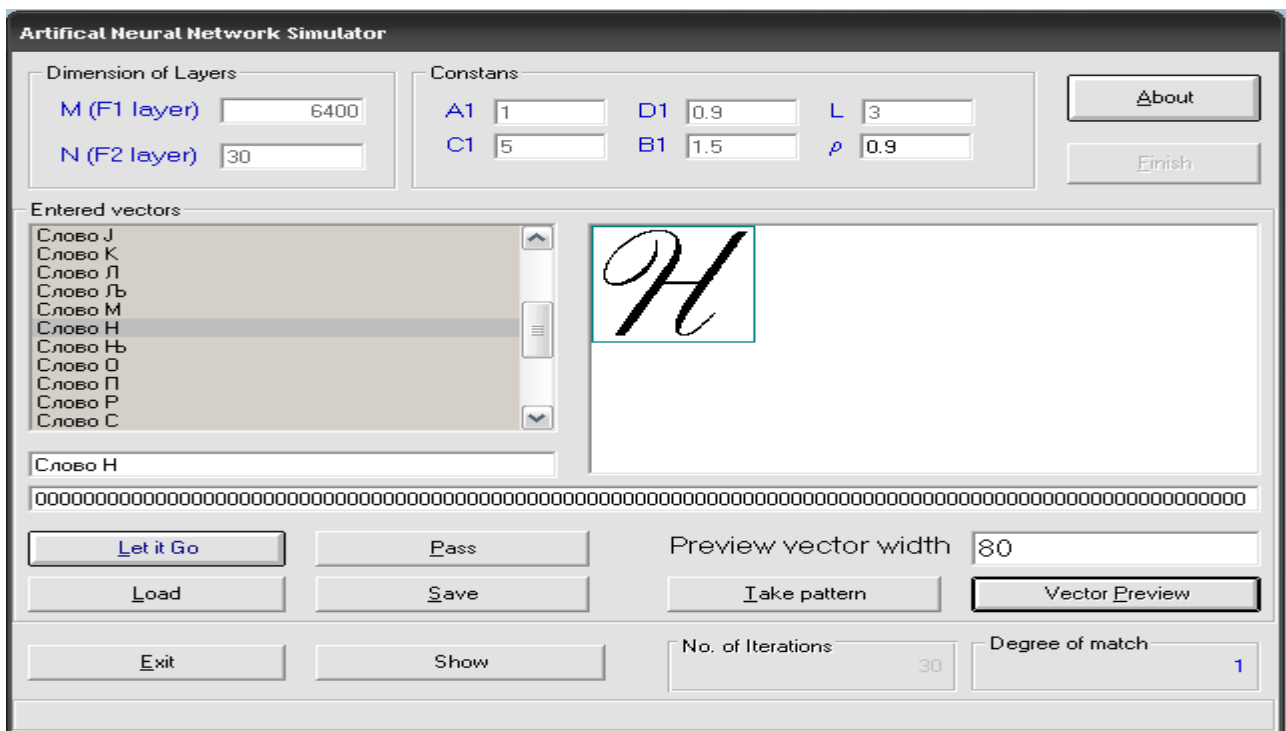 Artifical Neural Network Simulator
Dimension of Layers
M (F1 layer) 6400
N (F2 layer) 30
Constans
A1 1 D1 0.9 L 3
C1 5 B1 1.5 ρ 0.9
About
Finish
Entered vectors
Слово Ј
Слово К
Слово Л
Слово Љ
Слово М
Слово Н
Слово Њ
Слово О
Слово П
Слово Р
Слово С
Н
Слово Н
Let it Go
Pass
Preview vector width 80
Load
Save
Take pattern
Vector Preview
Exit
Show
No. of Iterations
30
Degree of match
1